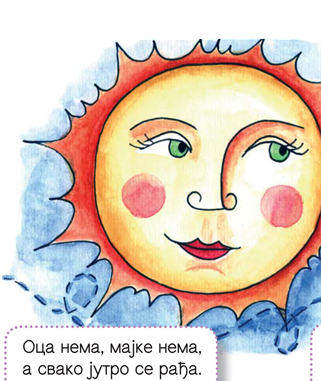 Оца нема, мајке нема,
а свако јутро се рађа.